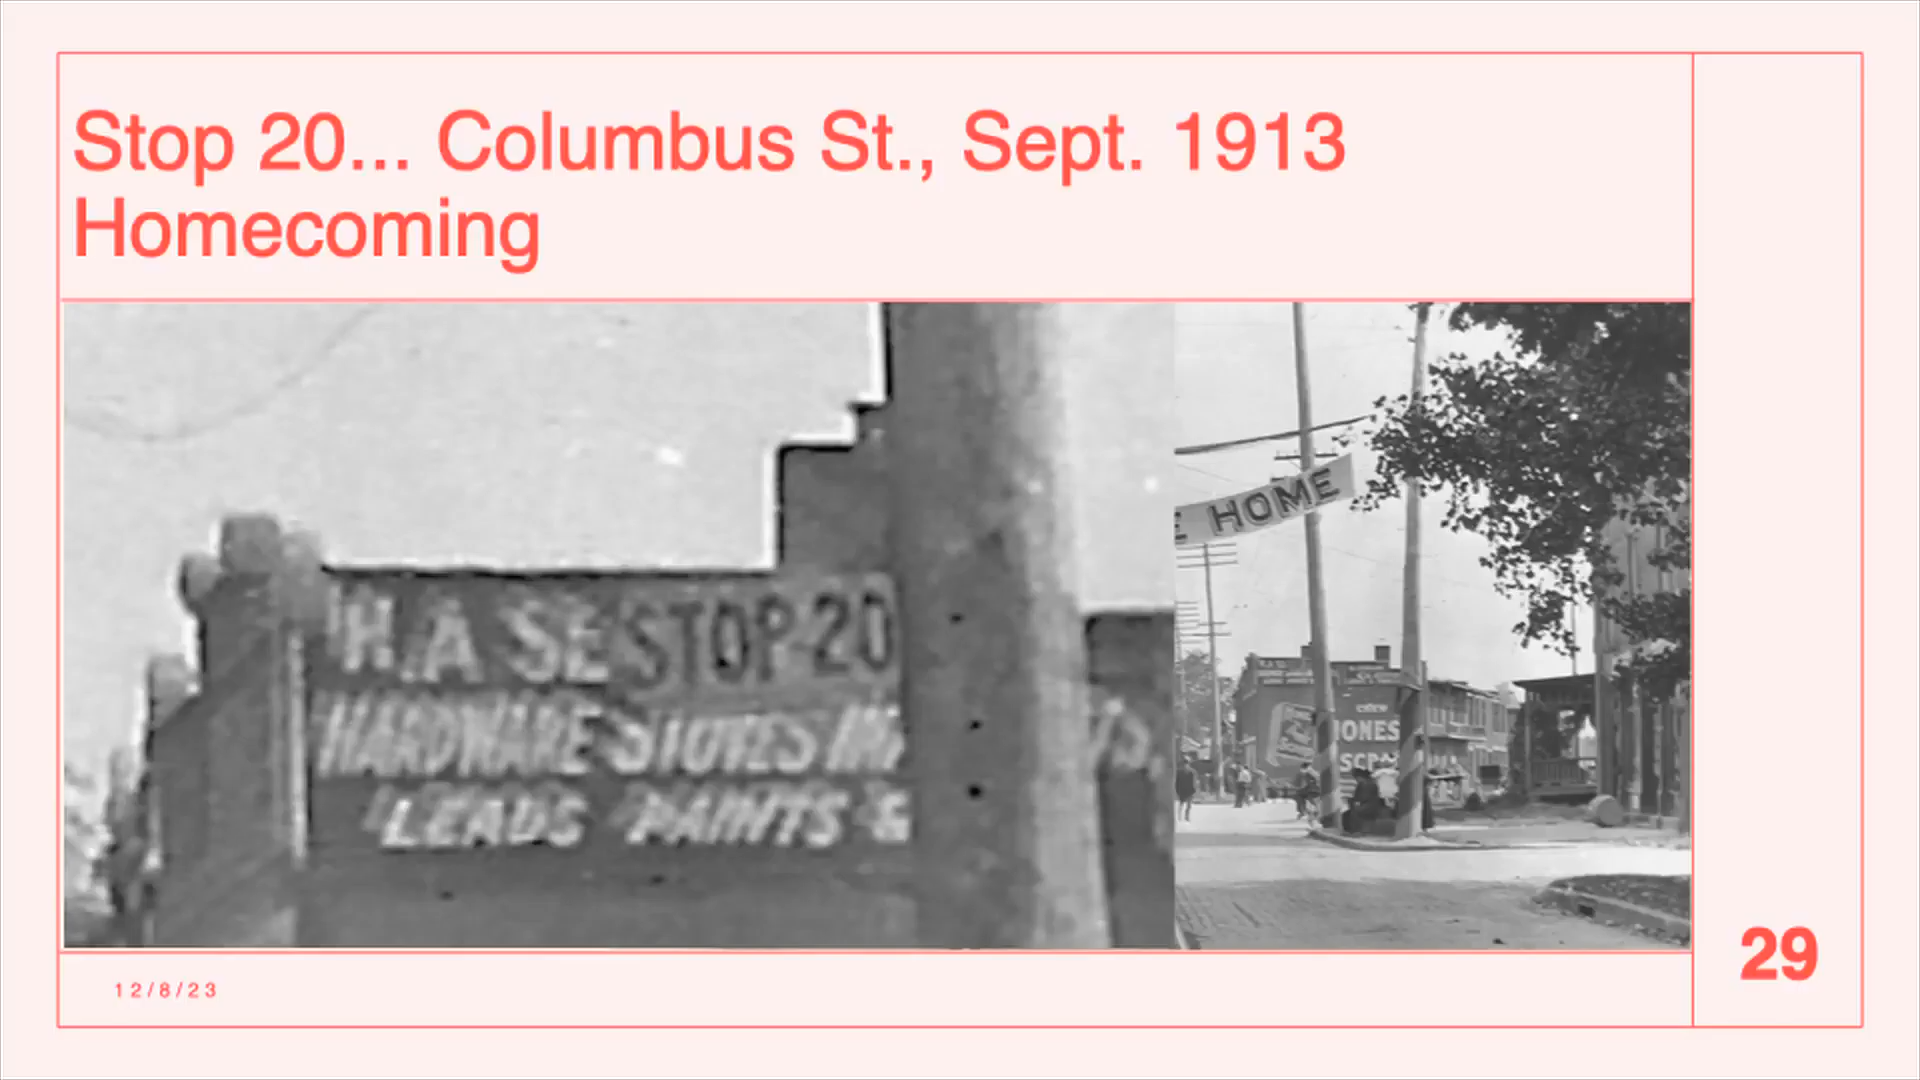 Stop 20... Columbus St., Sept. 1913
Homecoming
H.A SE STOP 20
HARDWARE STORES
LEADS PAINTS &
E HOME
JONES
12/8/23
29